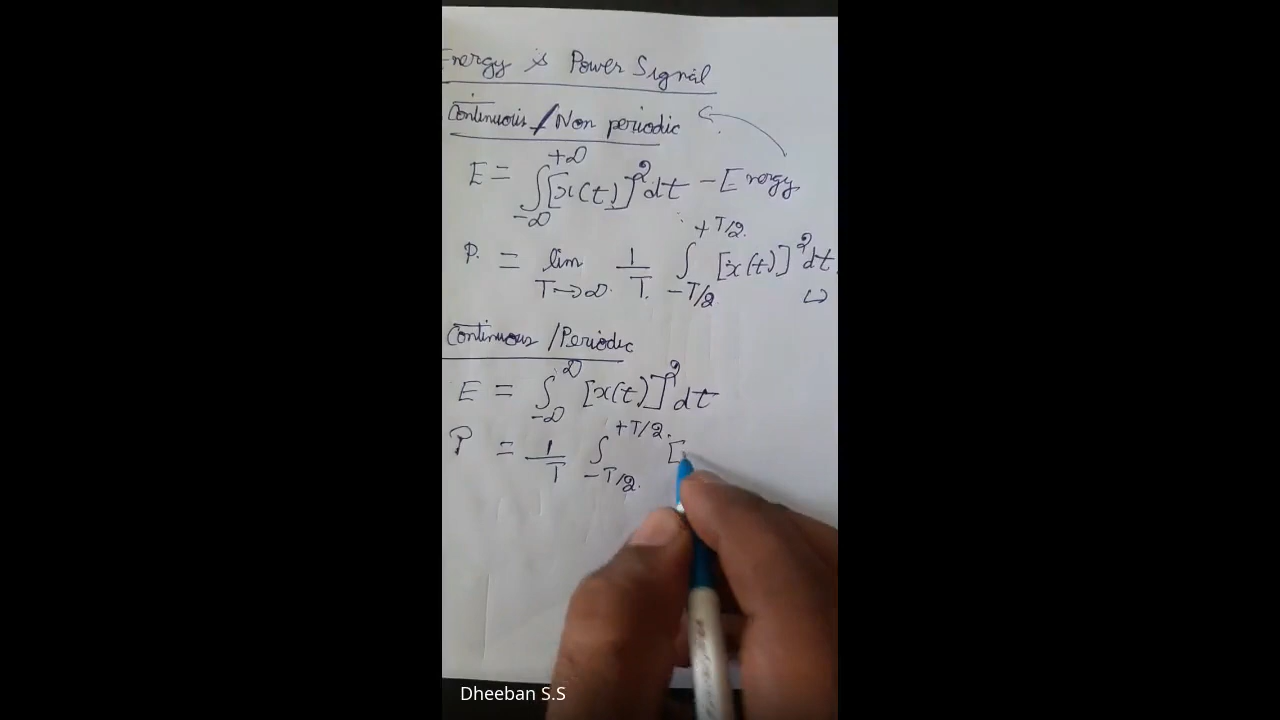 Energy & Power Signal
Continuous / Non periodic
E = ∫_{-∞}^{+∞} [x(t)]² dt - Energy
P. = lim_{T→∞} 1/T. ∫_{-T/2}^{+T/2.} [x(t)]² dt
Continuous / Periodic
E = ∫_{-∞}^{∞} [x(t)]² dt
P = 1/T ∫_{-T/2.}^{+T/2.} [
Dheeban S.S